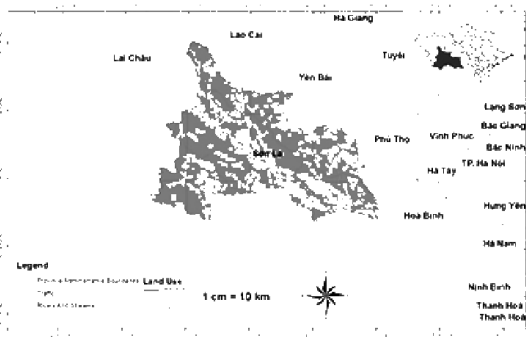 Hà Giang
Lao Cai
Lai Châu
Tuyên
Yên Bái
Lạng Sơn
Bắc Giang
Phú Thọ
Vĩnh Phúc
Bắc Ninh
Sơn La
TP. Hà Nội
Hà Tây
Hưng Yên
Hoà Bình
Hà Nam
Legend
Land Use
1 cm = 10 km
Ninh Bình
Thanh Hoá
Thanh Hoá